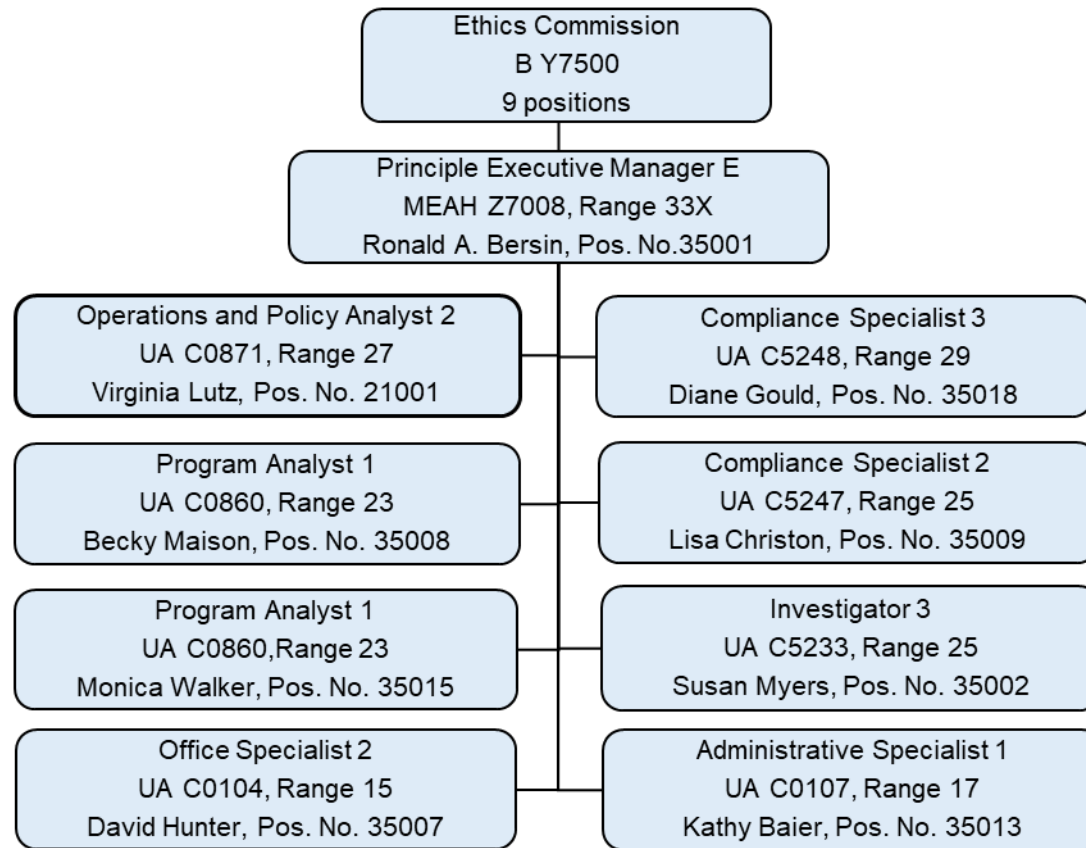 Ethics Commission
B Y7500
9 positions
Principle Executive Manager E
MEAH Z7008, Range 33X
Ronald A. Bersin, Pos. No.35001
Operations and Policy Analyst 2
UA C0871, Range 27
Virginia Lutz, Pos. No. 21001
Compliance Specialist 3
UA C5248, Range 29
Diane Gould, Pos. No. 35018
Program Analyst 1
UA C0860, Range 23
Becky Maison, Pos. No. 35008
Compliance Specialist 2
UA C5247, Range 25
Lisa Christon, Pos. No. 35009
Program Analyst 1
UA C0860,Range 23
Monica Walker, Pos. No. 35015
Investigator 3
UA C5233, Range 25
Susan Myers, Pos. No. 35002
Office Specialist 2
UA C0104, Range 15
David Hunter, Pos. No. 35007
Administrative Specialist 1
UA C0107, Range 17
Kathy Baier, Pos. No. 35013